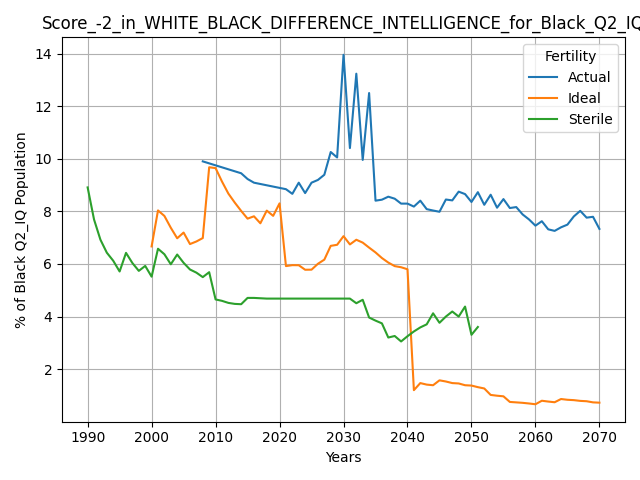 Score_-2_in_WHITE_BLACK_DIFFERENCE_INTELLIGENCE_for_Black_Q2_IQ
Fertility
Actual
Ideal
Sterile
14
12
10
8
6
4
2
% of Black Q2_IQ Population
1990 2000 2010 2020 2030 2040 2050 2060 2070
Years